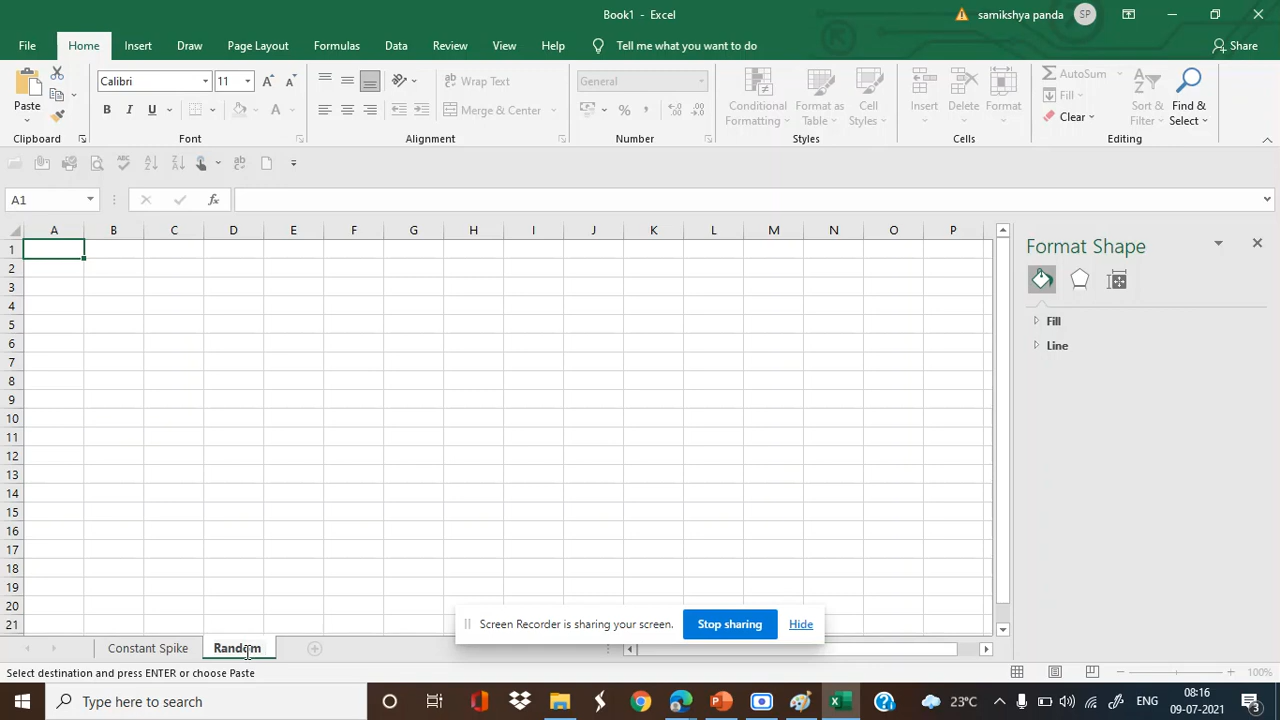 Book1 - Excel
samikshya panda
SP
File Home Insert Draw Page Layout Formulas Data Review View Help Tell me what you want to do Share
Paste
Calibri 11
B I U A
Wrap Text
Merge & Center
General
Conditional Formatting
Format as Table
Cell Styles
Insert
Delete
Format
AutoSum
Fill
Clear
Sort & Filter
Find & Select
Clipboard Font Alignment Number Styles Cells Editing
A1 fx
A B C D E F G H I J K L M N O P
1
2
3
4
5
6
7
8
9
10
11
12
13
14
15
16
17
18
19
20
21
Format Shape
Fill
Line
Screen Recorder is sharing your screen. Stop sharing Hide
Constant Spike Random
Select destination and press ENTER or choose Paste
100%
Type here to search
23°C
ENG
08:16
09-07-2021
3